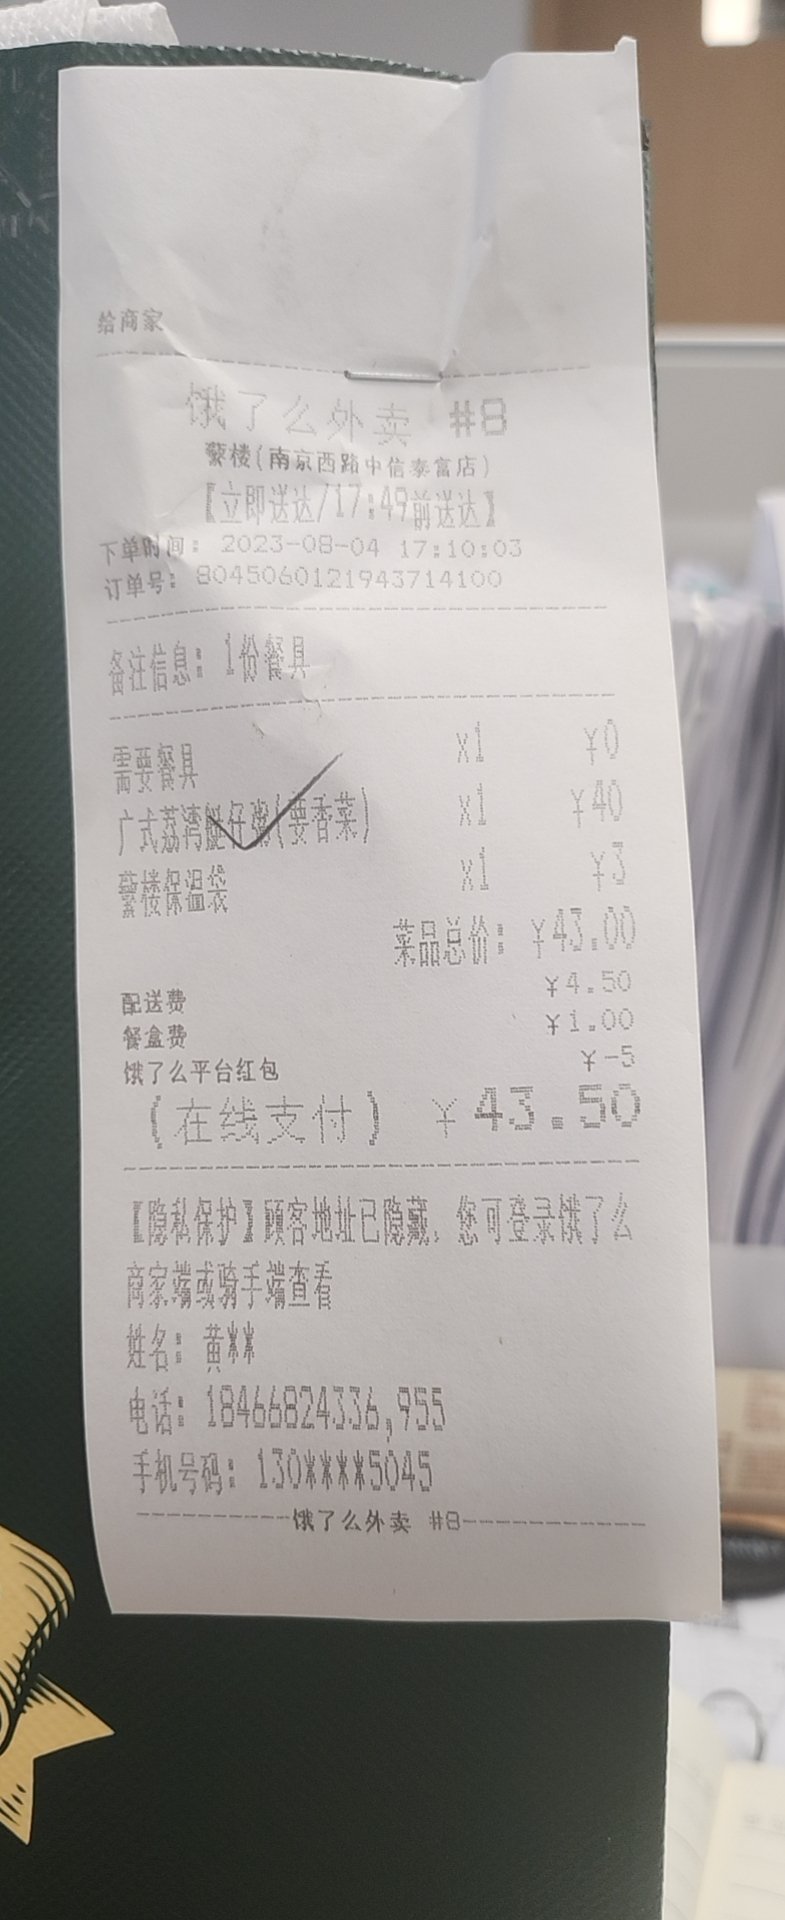 给商家
饿了么外卖 #8
蘩楼(南京西路中信泰富店)
【立即送达/17:49前送达】
下单时间: 2023-08-04 17:10:03
订单号: 8045060121943714100
备注信息: 1份餐具
需要餐具 x1 ¥0
广式荔湾艇仔粥(要香菜) x1 ¥40
蘩楼保温袋 x1 ¥3
菜品总价: ¥43.00
配送费 ¥4.50
餐盒费 ¥1.00
饿了么平台红包 ¥-5
(在线支付) ¥43.50
【隐私保护】顾客地址已隐藏, 您可登录饿了么
商家端或骑手端查看
姓名: 黄**
电话: 18466824336,955
手机号码: 130****5045
饿了么外卖 #8